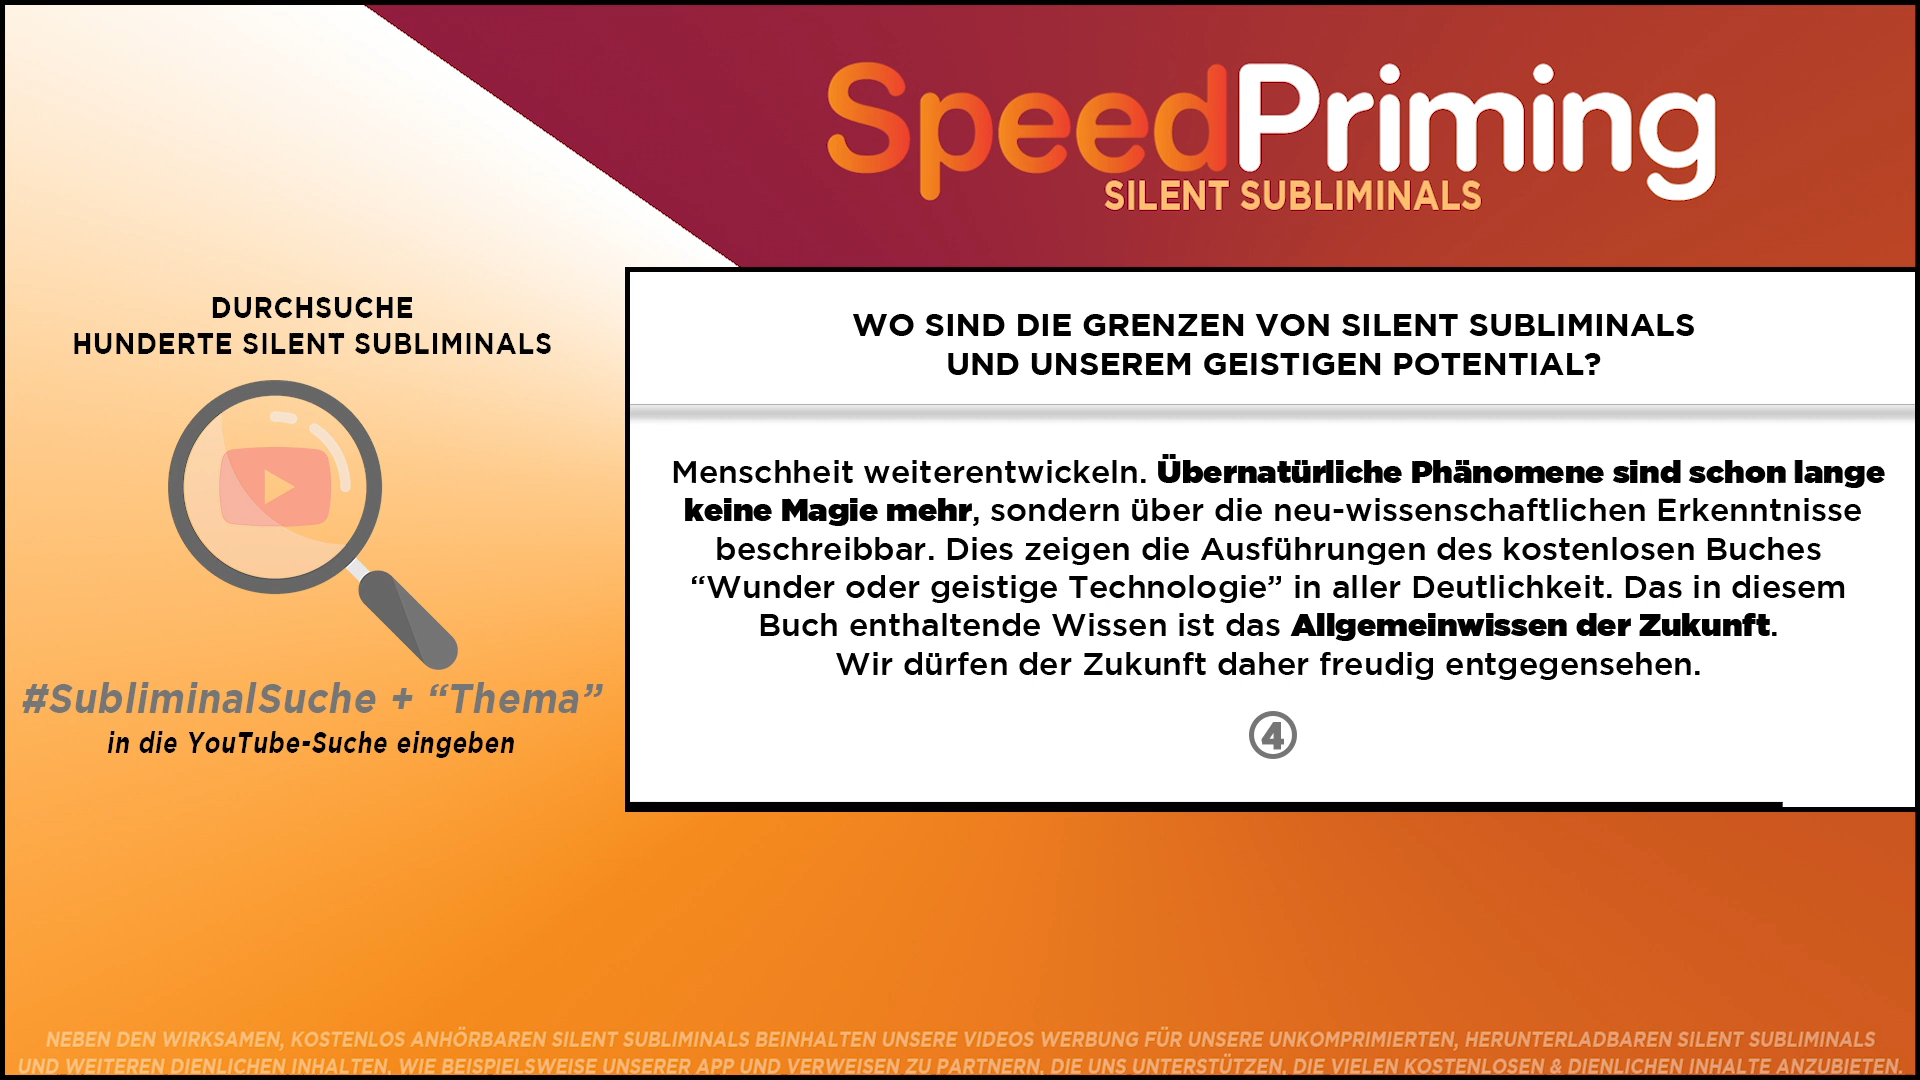 SpeedPriming
SILENT SUBLIMINALS
DURCHSUCHE
HUNDERTE SILENT SUBLIMINALS
#SubliminalSuche + “Thema”
in die YouTube-Suche eingeben
WO SIND DIE GRENZEN VON SILENT SUBLIMINALS
UND UNSEREM GEISTIGEN POTENTIAL?
Menschheit weiterentwickeln. Übernatürliche Phänomene sind schon lange
keine Magie mehr, sondern über die neu-wissenschaftlichen Erkenntnisse
beschreibbar. Dies zeigen die Ausführungen des kostenlosen Buches
“Wunder oder geistige Technologie” in aller Deutlichkeit. Das in diesem
Buch enthaltende Wissen ist das Allgemeinwissen der Zukunft.
Wir dürfen der Zukunft daher freudig entgegensehen.
4
NEBEN DEN WIRKSAMEN, KOSTENLOS ANHÖRBAREN SILENT SUBLIMINALS BEINHALTEN UNSERE VIDEOS WERBUNG FÜR UNSERE UNKOMPRIMIERTEN, HERUNTERLADBAREN SILENT SUBLIMINALS
UND WEITEREN DIENLICHEN INHALTEN, WIE BEISPIELSWEISE UNSERER APP UND VERWEISEN ZU PARTNERN, DIE UNS UNTERSTÜTZEN, DIE VIELEN KOSTENLOSEN & DIENLICHEN INHALTE ANZUBIETEN.